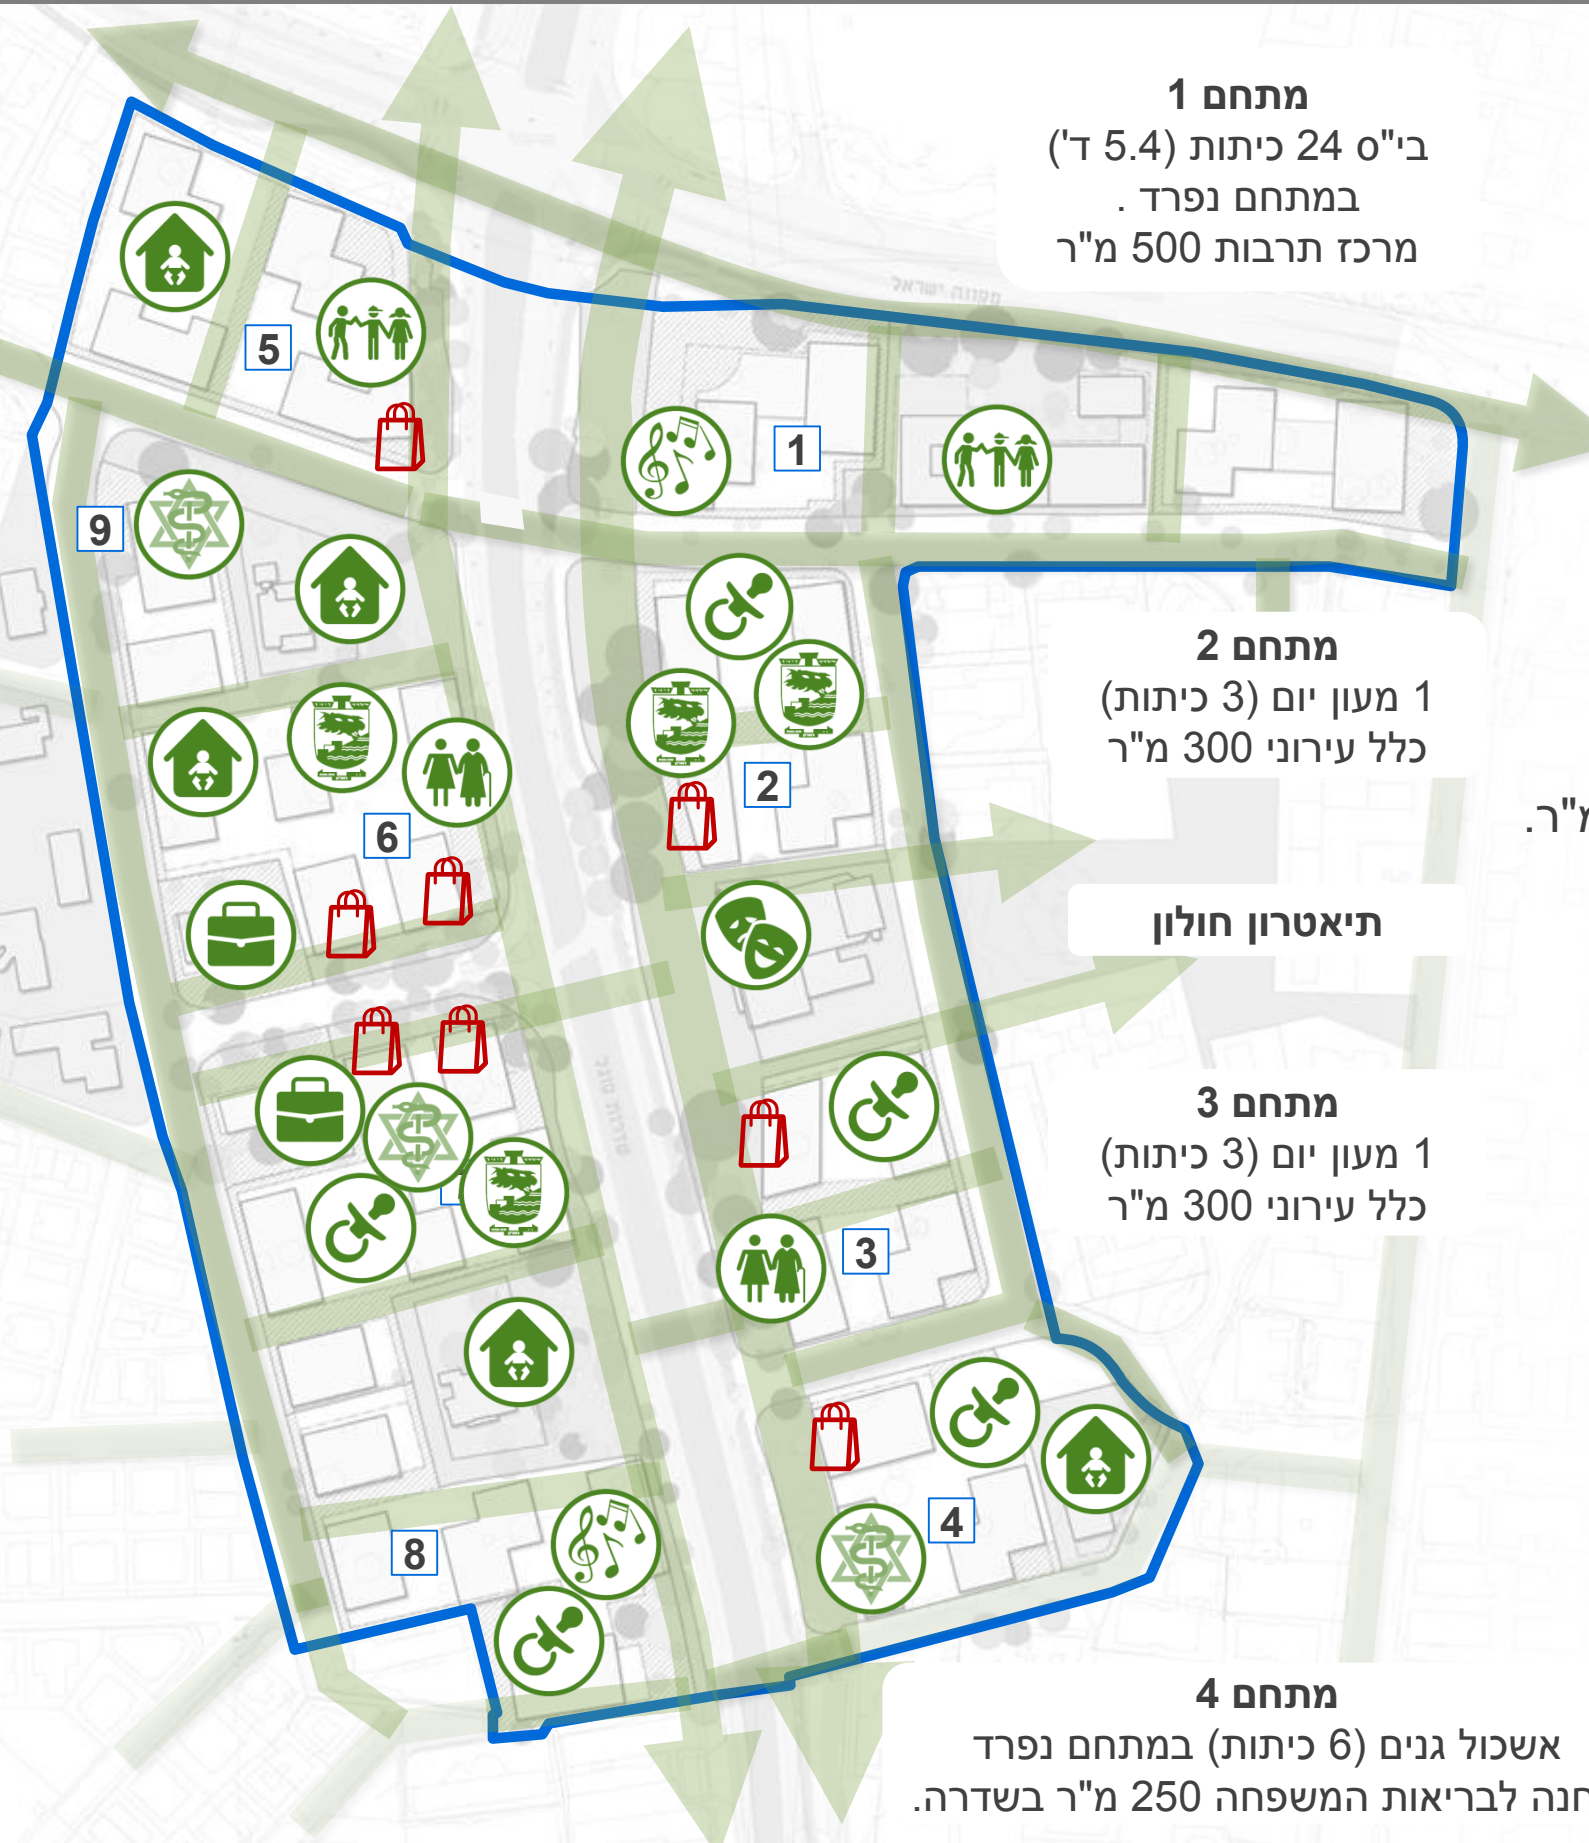 מתחם 1
בי"ס 24 כיתות (5.4 ד')
במתחם נפרד .
מרכז תרבות 500 מ"ר
5
1
9
מתחם 2
1 מעון יום (3 כיתות)
כלל עירוני 300 מ"ר
2
מ"ר.
6
תיאטרון חולון
מתחם 3
1 מעון יום (3 כיתות)
כלל עירוני 300 מ"ר
3
4
8
מתחם 4
אשכול גנים (6 כיתות) במתחם נפרד
לבריאות המשפחה 250 מ"ר בשדרה.